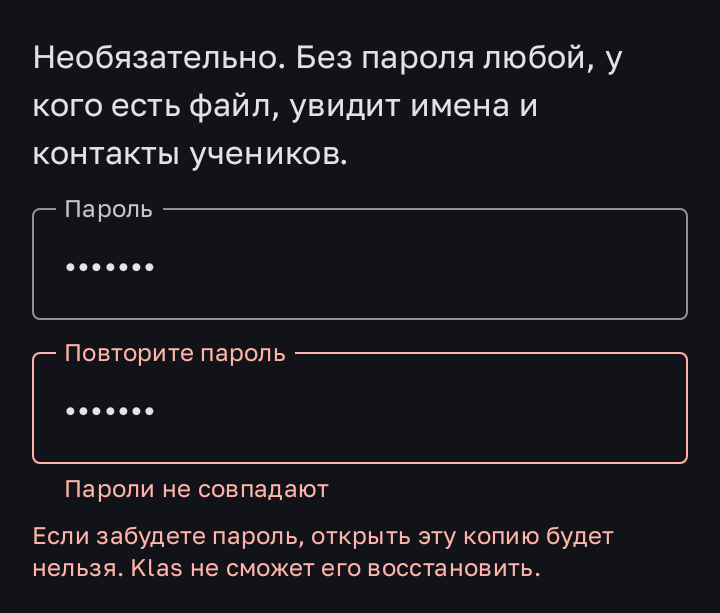 Необязательно. Без пароля любой, у
кого есть файл, увидит имена и
контакты учеников.
Пароль
•••••••
Повторите пароль
•••••••
Пароли не совпадают
Если забудете пароль, открыть эту копию будет
нельзя. Klas не сможет его восстановить.